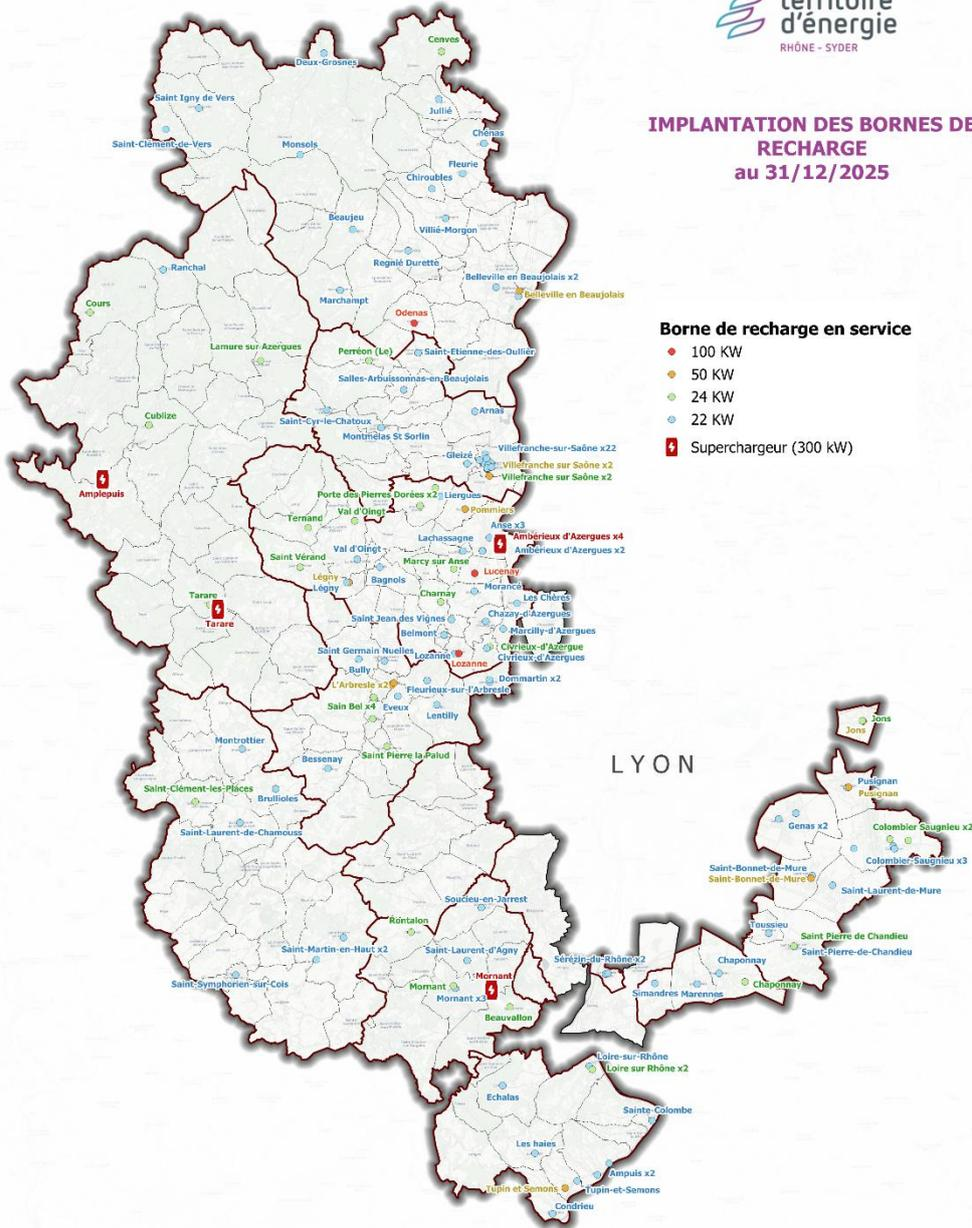 territoire
d'énergie
RHÔNE - SYDER
IMPLANTATION DES BORNES DE
RECHARGE
au 31/12/2025
Borne de recharge en service
100 KW
50 KW
24 KW
22 KW
Superchargeur (300 kW)
LYON
Cenves
Deux-Grosnes
Saint Igny de Vers
Jullié
Saint-Clément-de-Vers
Chénas
Monsols
Fleurie
Chiroubles
Beaujeu
Villié-Morgon
Regnié Durette
Ranchal
Belleville en Beaujolais x2
Belleville en Beaujolais
Marchampt
Cours
Odenas
Lamure sur Azergues
Perréon (Le)
Saint-Etienne-des-Oullièr
Salles-Arbuissonnas-en-Beaujolais
Cublize
Saint-Cyr-le-Chatoux
Arnas
Montmelas St Sorlin
Villefranche-sur-Saône x22
Gleizé
Villefranche sur Saône x2
Villefranche sur Saône x2
Amplepuis
Porte des Pierres Dorées x2
Liergues
Val d'Oingt
Pommiers
Ternand
Anse x3
Ambérieux d'Azergues x4
Lachassagne
Ambérieux d'Azergues x2
Val d'Oingt
Saint Vérand
Marcy sur Anse
Lucenay
Légny
Légny
Bagnols
Morancé
Tarare
Tarare
Charnay
Les Chères
Chazay-d'Azergues
Saint Jean des Vignes
Marcilly-d'Azergues
Belmont
Civrieux-d'Azergue
Civrieux-d'Azergues
Saint Germain Nuelles
Lozanne
Lozanne
Bully
Dommartin x2
L'Arbresle x2
Fleurieux-sur-l'Arbresle
Sain Bel x4
Eveux
Lentilly
Montrottier
Saint Pierre la Palud
Bessenay
Saint-Clément-les-Places
Brullioles
Saint-Laurent-de-Chamouss
Jons
Jons
Pusignan
Pusignan
Genas x2
Colombier Saugnieu x2
Colombier-Saugnieu x3
Saint-Bonnet-de-Mure
Saint-Bonnet-de-Mure
Saint-Laurent-de-Mure
Toussieu
Saint Pierre de Chandieu
Saint-Pierre-de-Chandieu
Soucieu-en-Jarrest
Rontalon
Saint-Martin-en-Haut x2
Saint-Laurent-d'Agny
Sérézin-du-Rhône x2
Chaponnay
Chaponnay
Saint-Symphorien-sur-Cois
Mornant
Mornant
Mornant x3
Simandres
Marennes
Beauvallon
Loire-sur-Rhône
Loire sur Rhône x2
Echalas
Sainte-Colombe
Les haies
Ampuis x2
Tupin et Semons
Tupin-et-Semons
Condrieu